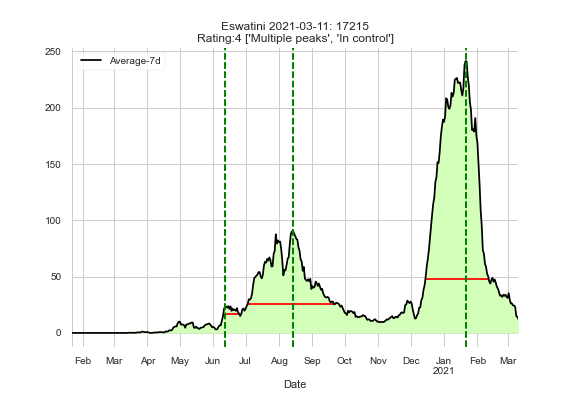 Eswatini 2021-03-11: 17215
Rating:4 ['Multiple peaks', 'In control']
Average-7d
250
200
150
100
50
0
Feb Mar Apr May Jun Jul Aug Sep Oct Nov Dec Jan Feb Mar
2021
Date